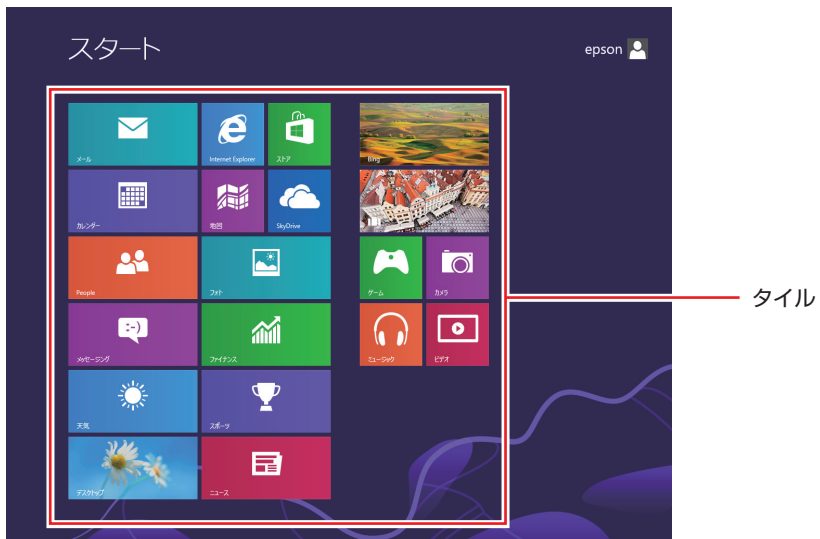 スタート
epson
メール
Internet Explorer
ストア
Bing
カレンダー
地図
SkyDrive
People
フォト
ゲーム
カメラ
メッセージング
ファイナンス
ミュージック
ビデオ
天気
スポーツ
デスクトップ
ニュース
タイル